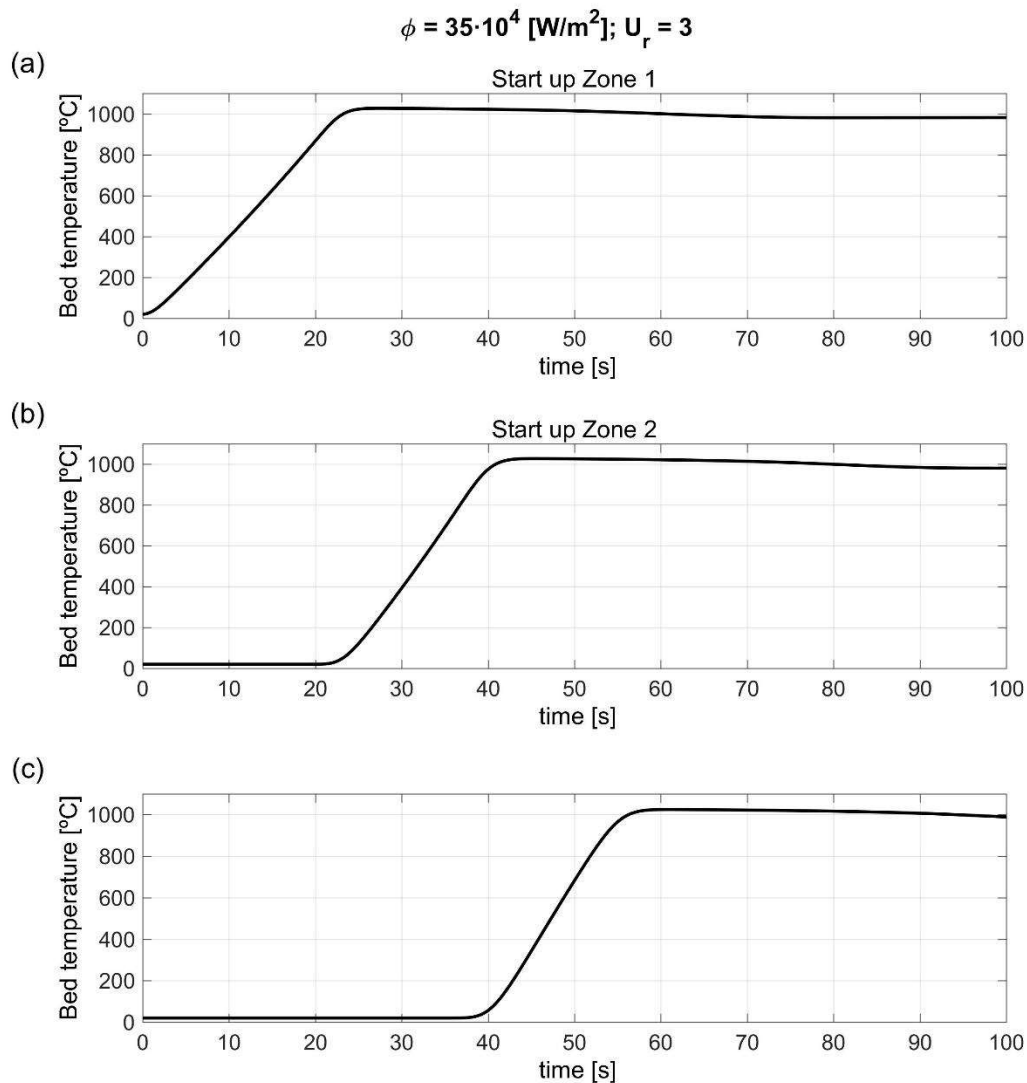 ϕ = 35·10⁴ [W/m²]; Uᵣ = 3
(a)
Start up Zone 1
Bed temperature [ºC]
1000
800
600
400
200
0
0 10 20 30 40 50 60 70 80 90 100
time [s]
(b)
Start up Zone 2
Bed temperature [ºC]
1000
800
600
400
200
0
0 10 20 30 40 50 60 70 80 90 100
time [s]
(c)
Bed temperature [ºC]
1000
800
600
400
200
0
0 10 20 30 40 50 60 70 80 90 100
time [s]